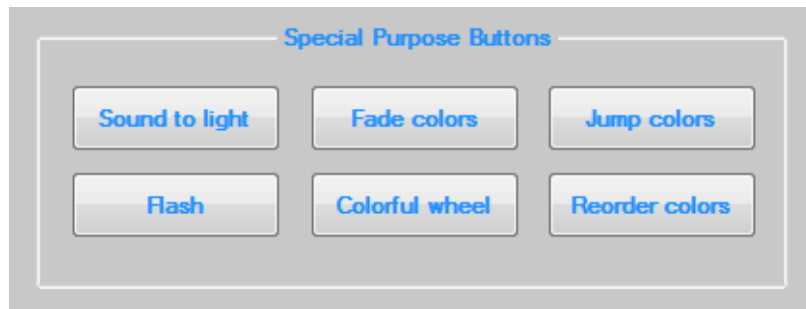 Special Purpose Buttons
Sound to light Fade colors Jump colors
Flash Colorful wheel Reorder colors